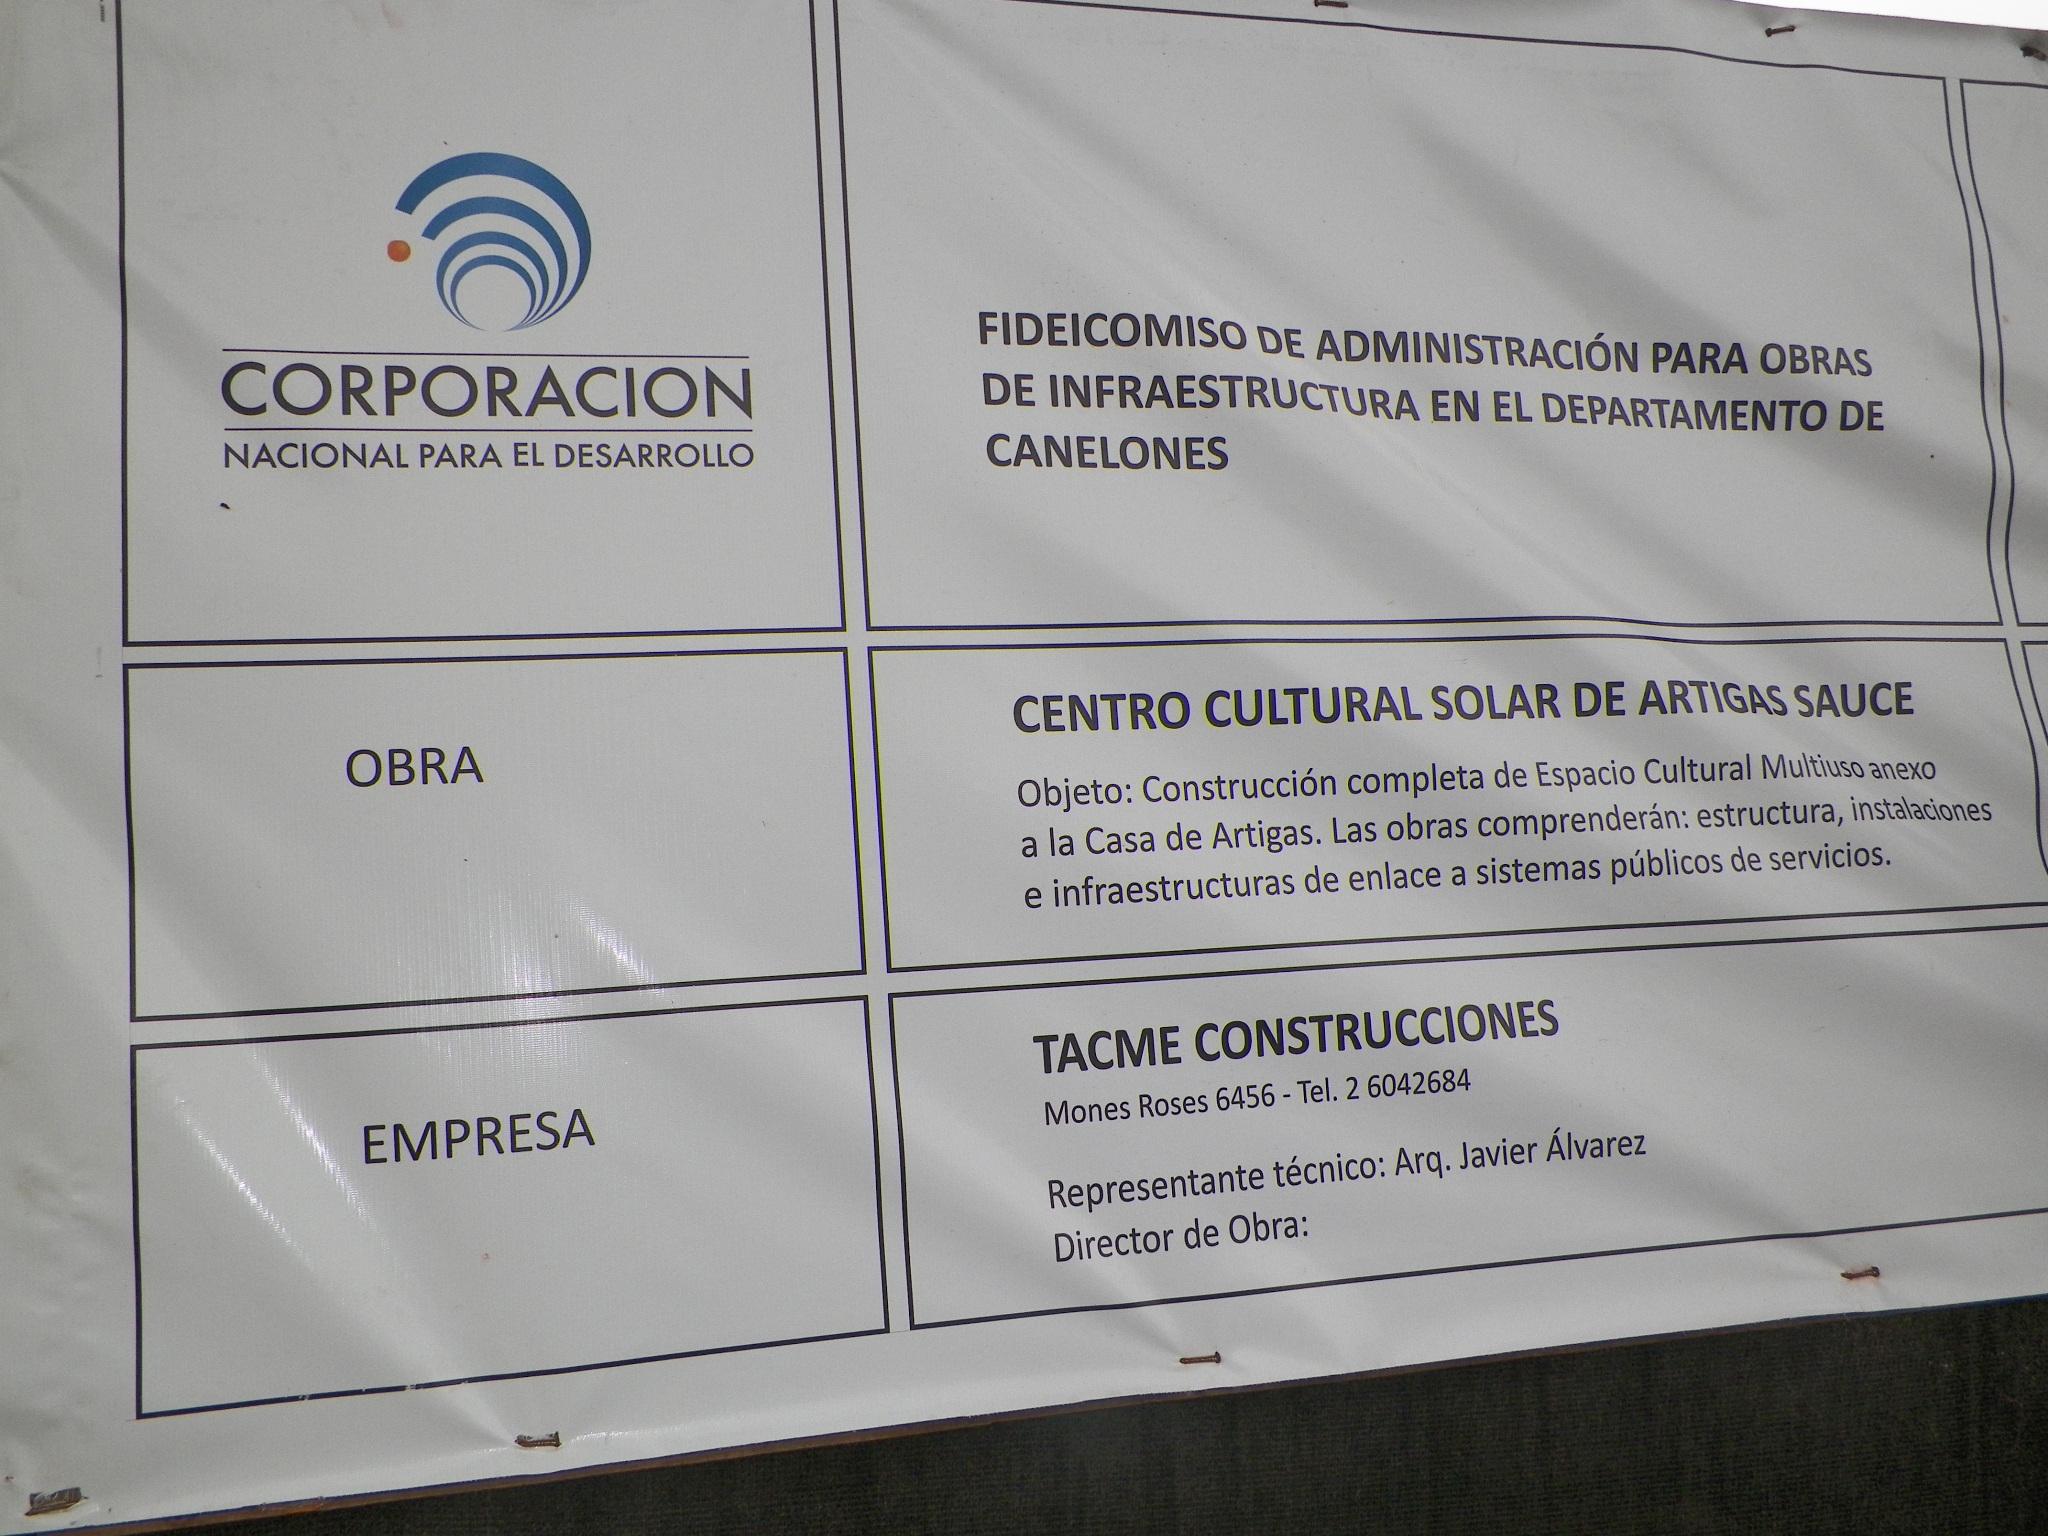 CORPORACION
NACIONAL PARA EL DESARROLLO
FIDEICOMISO DE ADMINISTRACIÓN PARA OBRAS
DE INFRAESTRUCTURA EN EL DEPARTAMENTO DE
CANELONES
OBRA
CENTRO CULTURAL SOLAR DE ARTIGAS SAUCE
Objeto: Construcción completa de Espacio Cultural Multiuso anexo
a la Casa de Artigas. Las obras comprenderán: estructura, instalaciones
e infraestructuras de enlace a sistemas públicos de servicios.
EMPRESA
TACME CONSTRUCCIONES
Mones Roses 6456 - Tel. 2 6042684
Representante técnico: Arq. Javier Álvarez
Director de Obra: